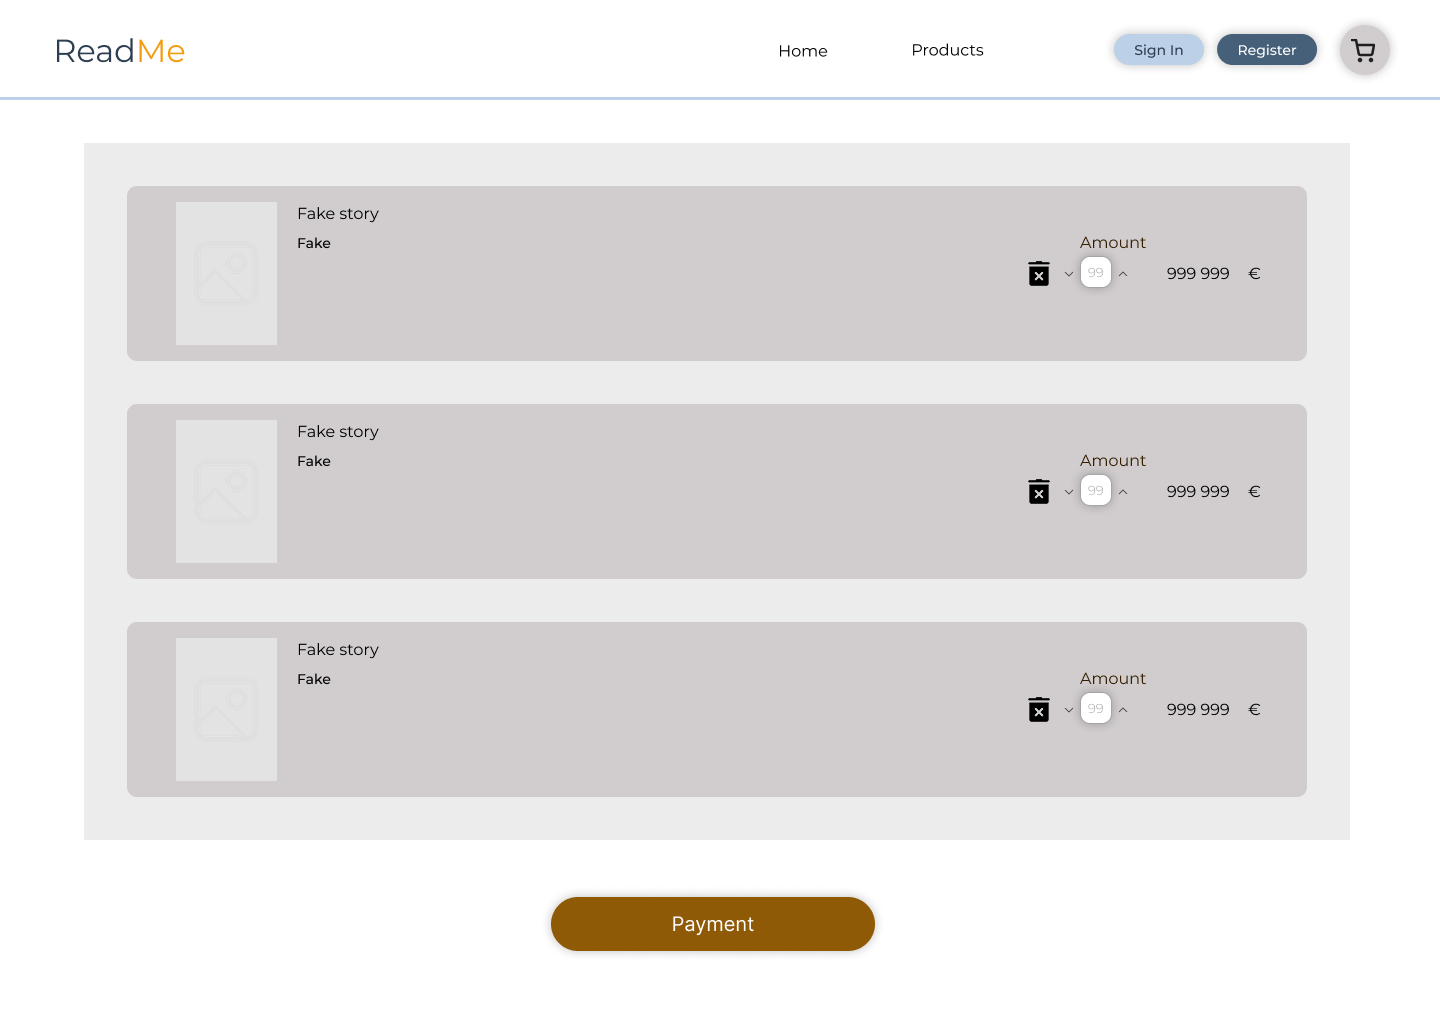 ReadMe
Home
Products
Sign In
Register
Fake story
Fake
Amount
99
999 999 €
Fake story
Fake
Amount
99
999 999 €
Fake story
Fake
Amount
99
999 999 €
Payment